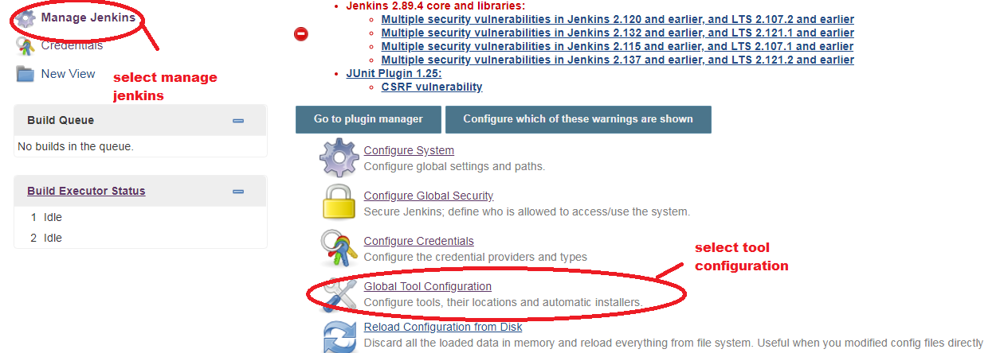 Manage Jenkins
Credentials
New View
select manage
jenkins
Build Queue
No builds in the queue.
Build Executor Status
1 Idle
2 Idle
Jenkins 2.89.4 core and libraries:
Multiple security vulnerabilities in Jenkins 2.120 and earlier, and LTS 2.107.2 and earlier
Multiple security vulnerabilities in Jenkins 2.132 and earlier, and LTS 2.121.1 and earlier
Multiple security vulnerabilities in Jenkins 2.115 and earlier, and LTS 2.107.1 and earlier
Multiple security vulnerabilities in Jenkins 2.137 and earlier, and LTS 2.121.2 and earlier
JUnit Plugin 1.25:
CSRF vulnerability
Go to plugin manager
Configure which of these warnings are shown
Configure System
Configure global settings and paths.
Configure Global Security
Secure Jenkins; define who is allowed to access/use the system.
Configure Credentials
Configure the credential providers and types
select tool
configuration
Global Tool Configuration
Configure tools, their locations and automatic installers.
Reload Configuration from Disk
Discard all the loaded data in memory and reload everything from file system. Useful when you modified config files directly